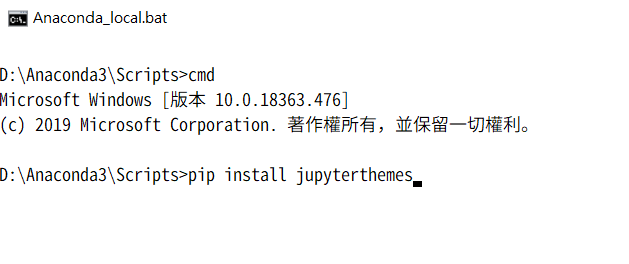 Anaconda_local.bat
D:\Anaconda3\Scripts>cmd
Microsoft Windows [版本 10.0.18363.476]
(c) 2019 Microsoft Corporation. 著作權所有，並保留一切權利。
D:\Anaconda3\Scripts>pip install jupyterthemes